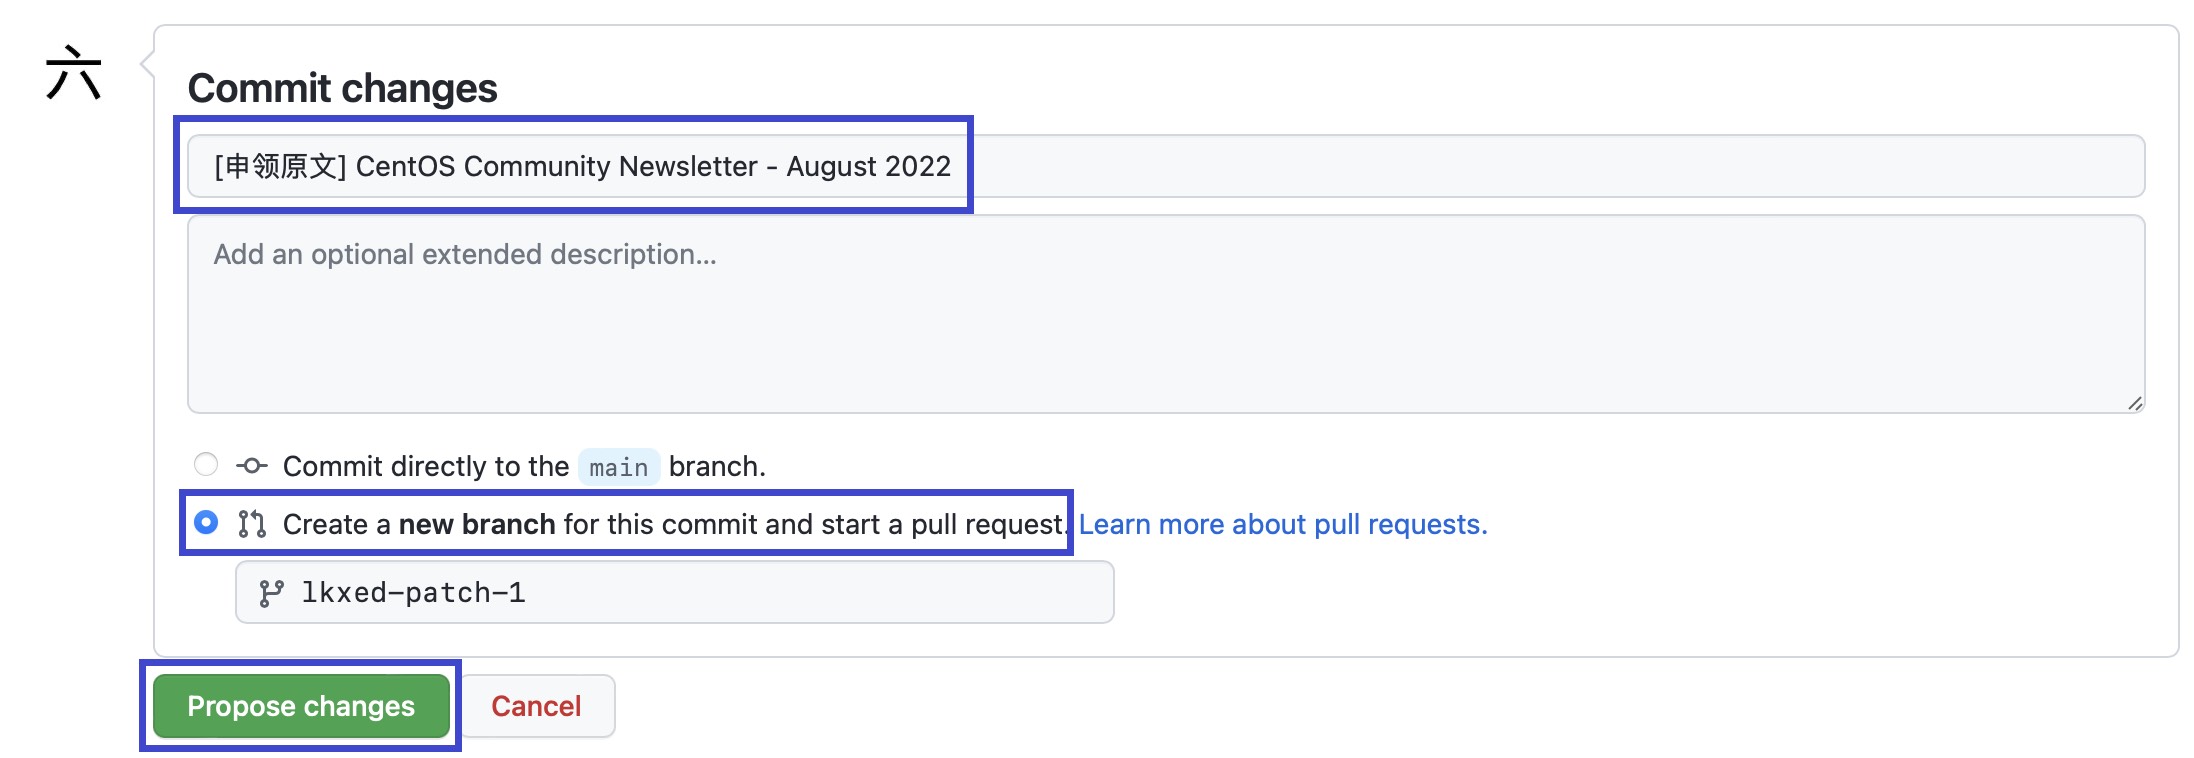 六
Commit changes
[申领原文] CentOS Community Newsletter - August 2022
Add an optional extended description...
Commit directly to the main branch.
Create a new branch for this commit and start a pull request. Learn more about pull requests.
lkxed-patch-1
Propose changes Cancel